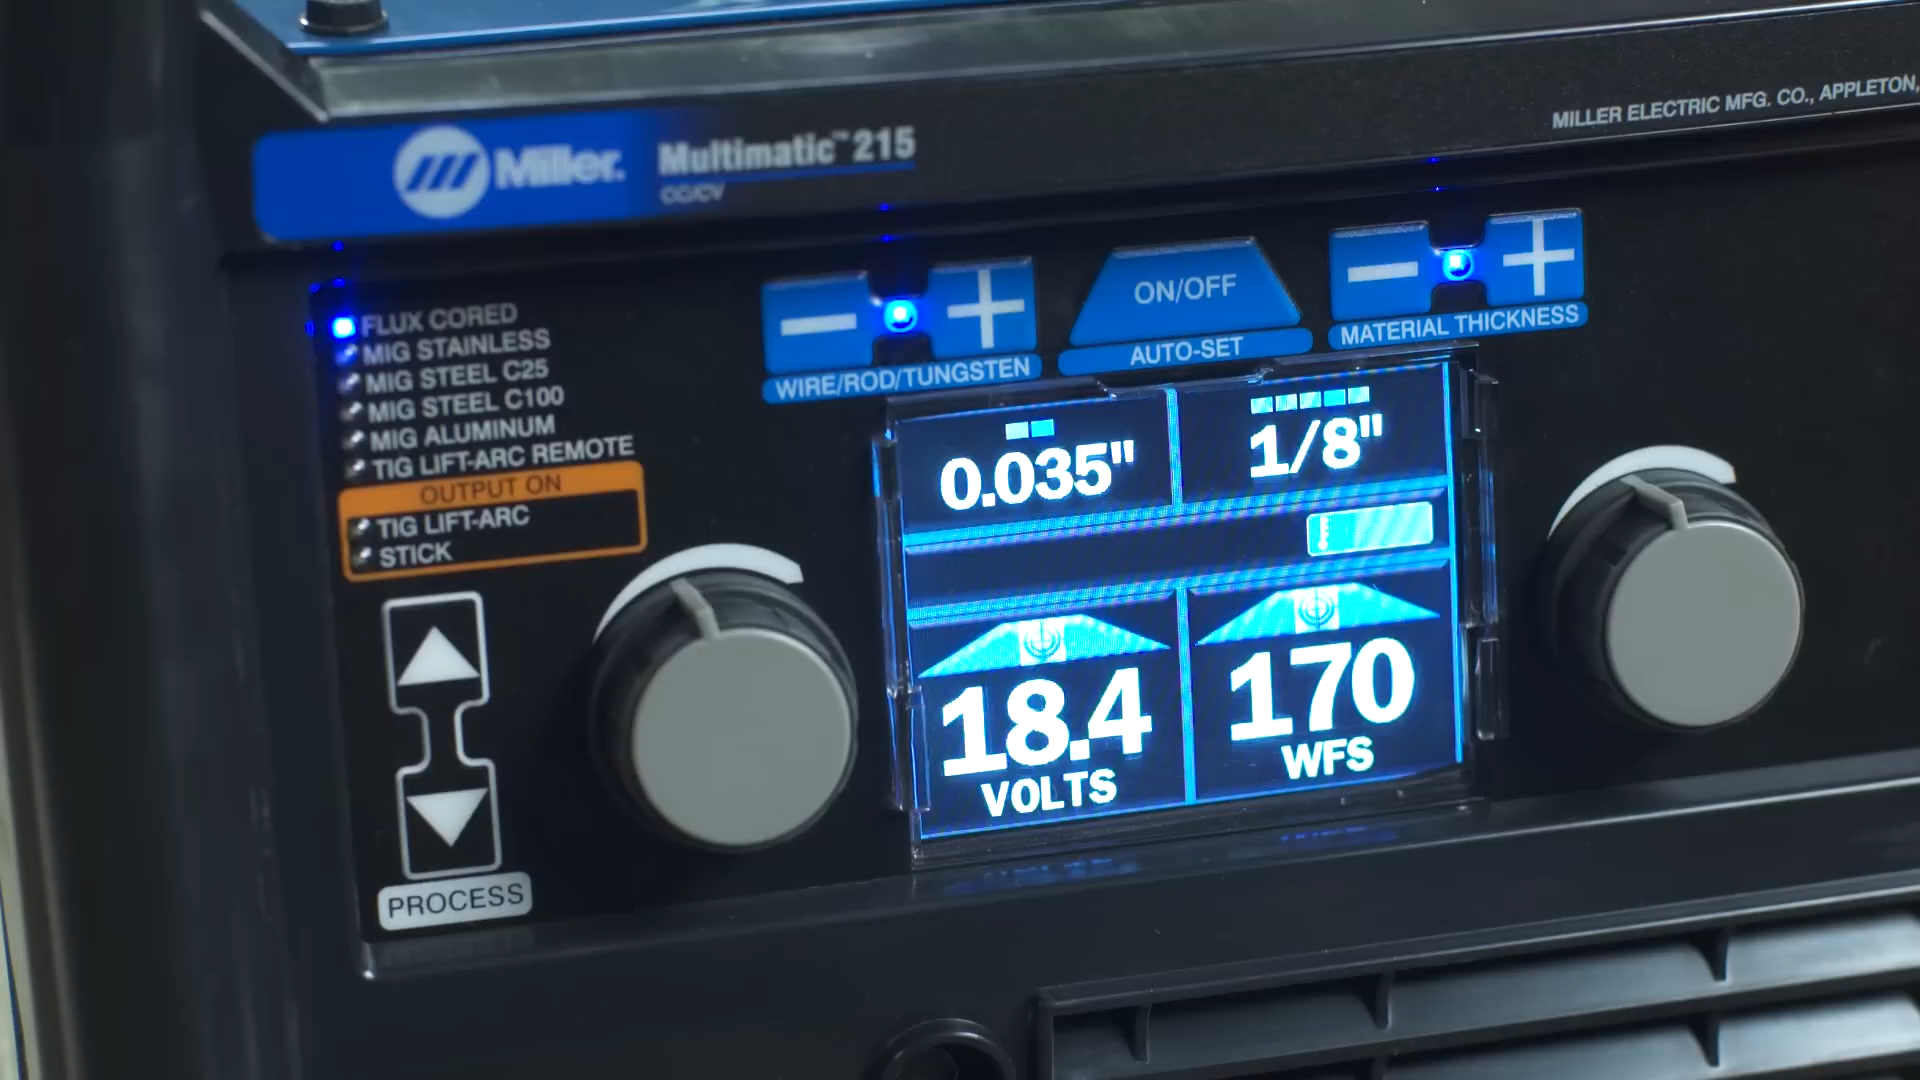 Miller. Multimatic™ 215
CC/CV
MILLER ELECTRIC MFG. CO., APPLETON,
FLUX CORED
MIG STAINLESS
MIG STEEL C25
MIG STEEL C100
MIG ALUMINUM
TIG LIFT-ARC REMOTE
OUTPUT ON
TIG LIFT-ARC
STICK
PROCESS
WIRE/ROD/TUNGSTEN
ON/OFF
AUTO-SET
MATERIAL THICKNESS
0.035"
1/8"
18.4
VOLTS
170
WFS